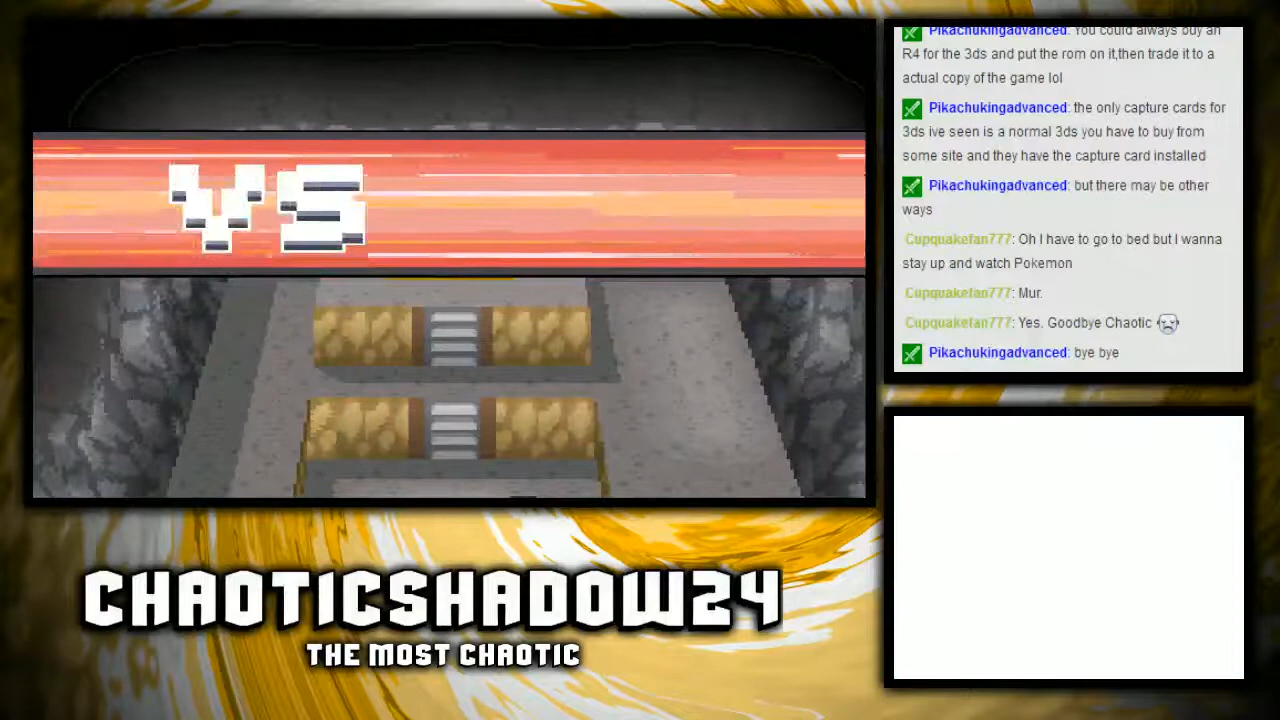 VS
Pikachukingadvanced: You could always buy an
R4 for the 3ds and put the rom on it,then trade it to a
actual copy of the game lol
Pikachukingadvanced: the only capture cards for
3ds ive seen is a normal 3ds you have to buy from
some site and they have the capture card installed
Pikachukingadvanced: but there may be other
ways
Cupquakefan777: Oh I have to go to bed but I wanna
stay up and watch Pokemon
Cupquakefan777: Mur.
Cupquakefan777: Yes. Goodbye Chaotic
Pikachukingadvanced: bye bye
CHAOTICSHADOW24
THE MOST CHAOTIC